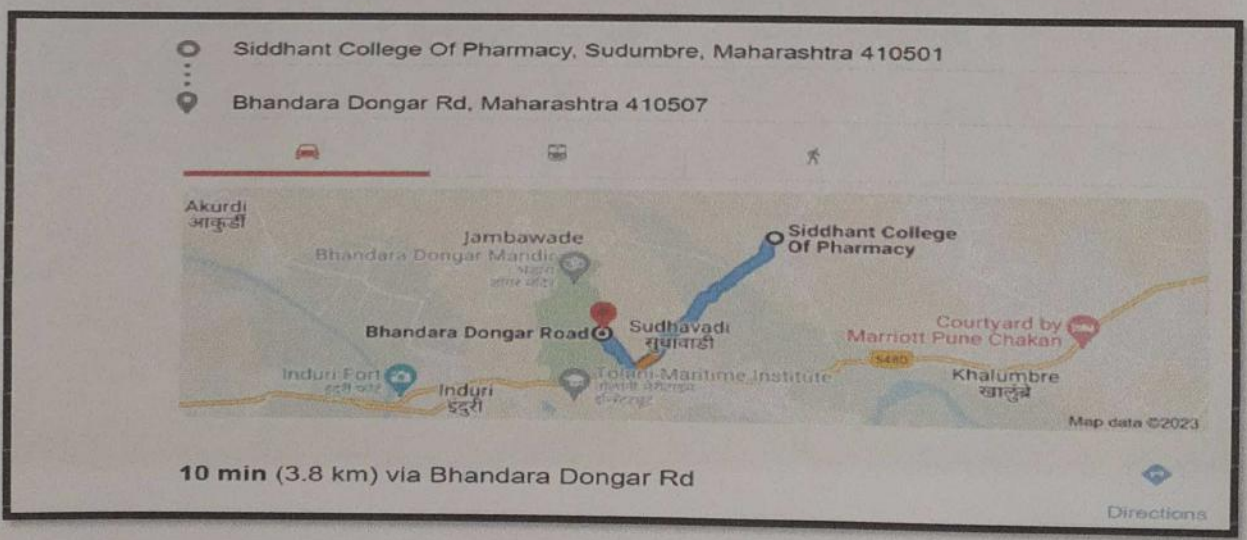 Siddhant College Of Pharmacy, Sudumbre, Maharashtra 410501
Bhandara Dongar Rd, Maharashtra 410507
Akurdi
आकुर्डी
Jambawade
Bhandara Dongar Mandir
भंडारा
डोंगर मंदिर
Siddhant College
Of Pharmacy
Bhandara Dongar Road
Sudhavadi
सुधावाडी
Courtyard by
Marriott Pune Chakan
Induri Fort
इंदुरी फोर्ट
Induri
इंदुरी
Tolani Maritime Institute
Khalumbre
खालुंब्रे
Map data ©2023
10 min (3.8 km) via Bhandara Dongar Rd
Directions